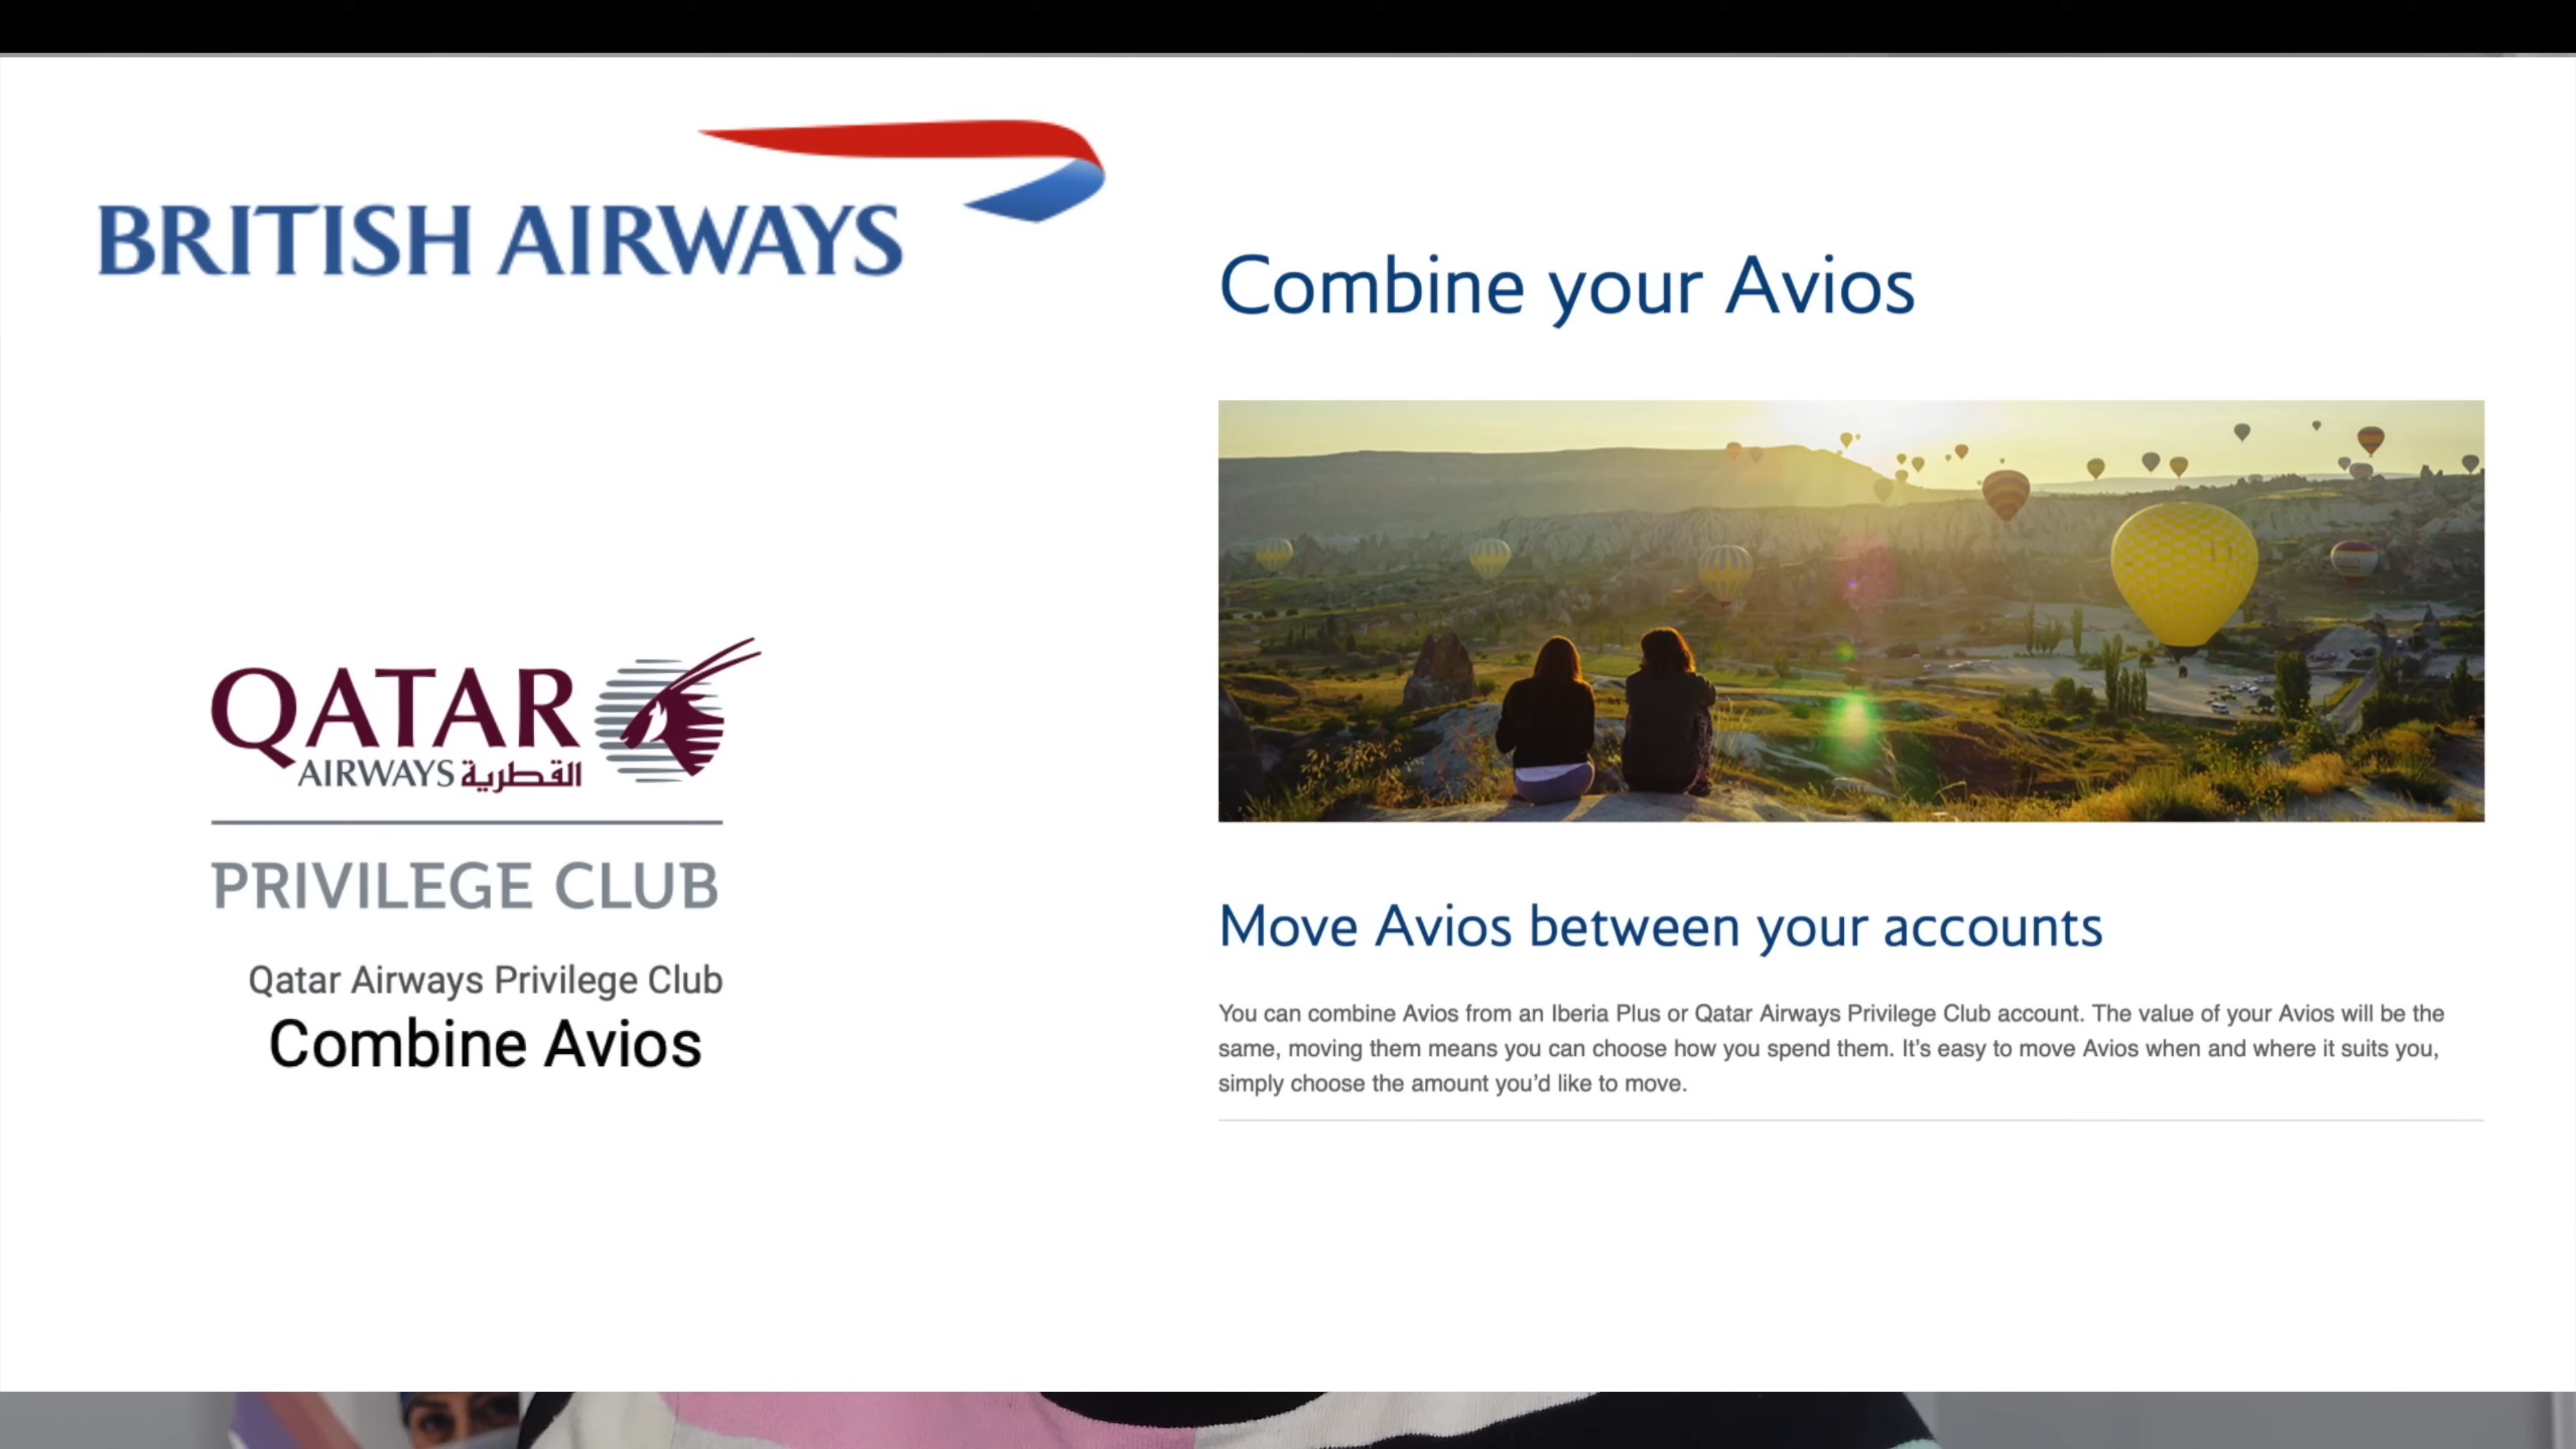 BRITISH AIRWAYS
Combine your Avios
QATAR
AIRWAYS القطرية
PRIVILEGE CLUB
Qatar Airways Privilege Club
Combine Avios
Move Avios between your accounts
You can combine Avios from an Iberia Plus or Qatar Airways Privilege Club account. The value of your Avios will be the
same, moving them means you can choose how you spend them. It's easy to move Avios when and where it suits you,
simply choose the amount you'd like to move.